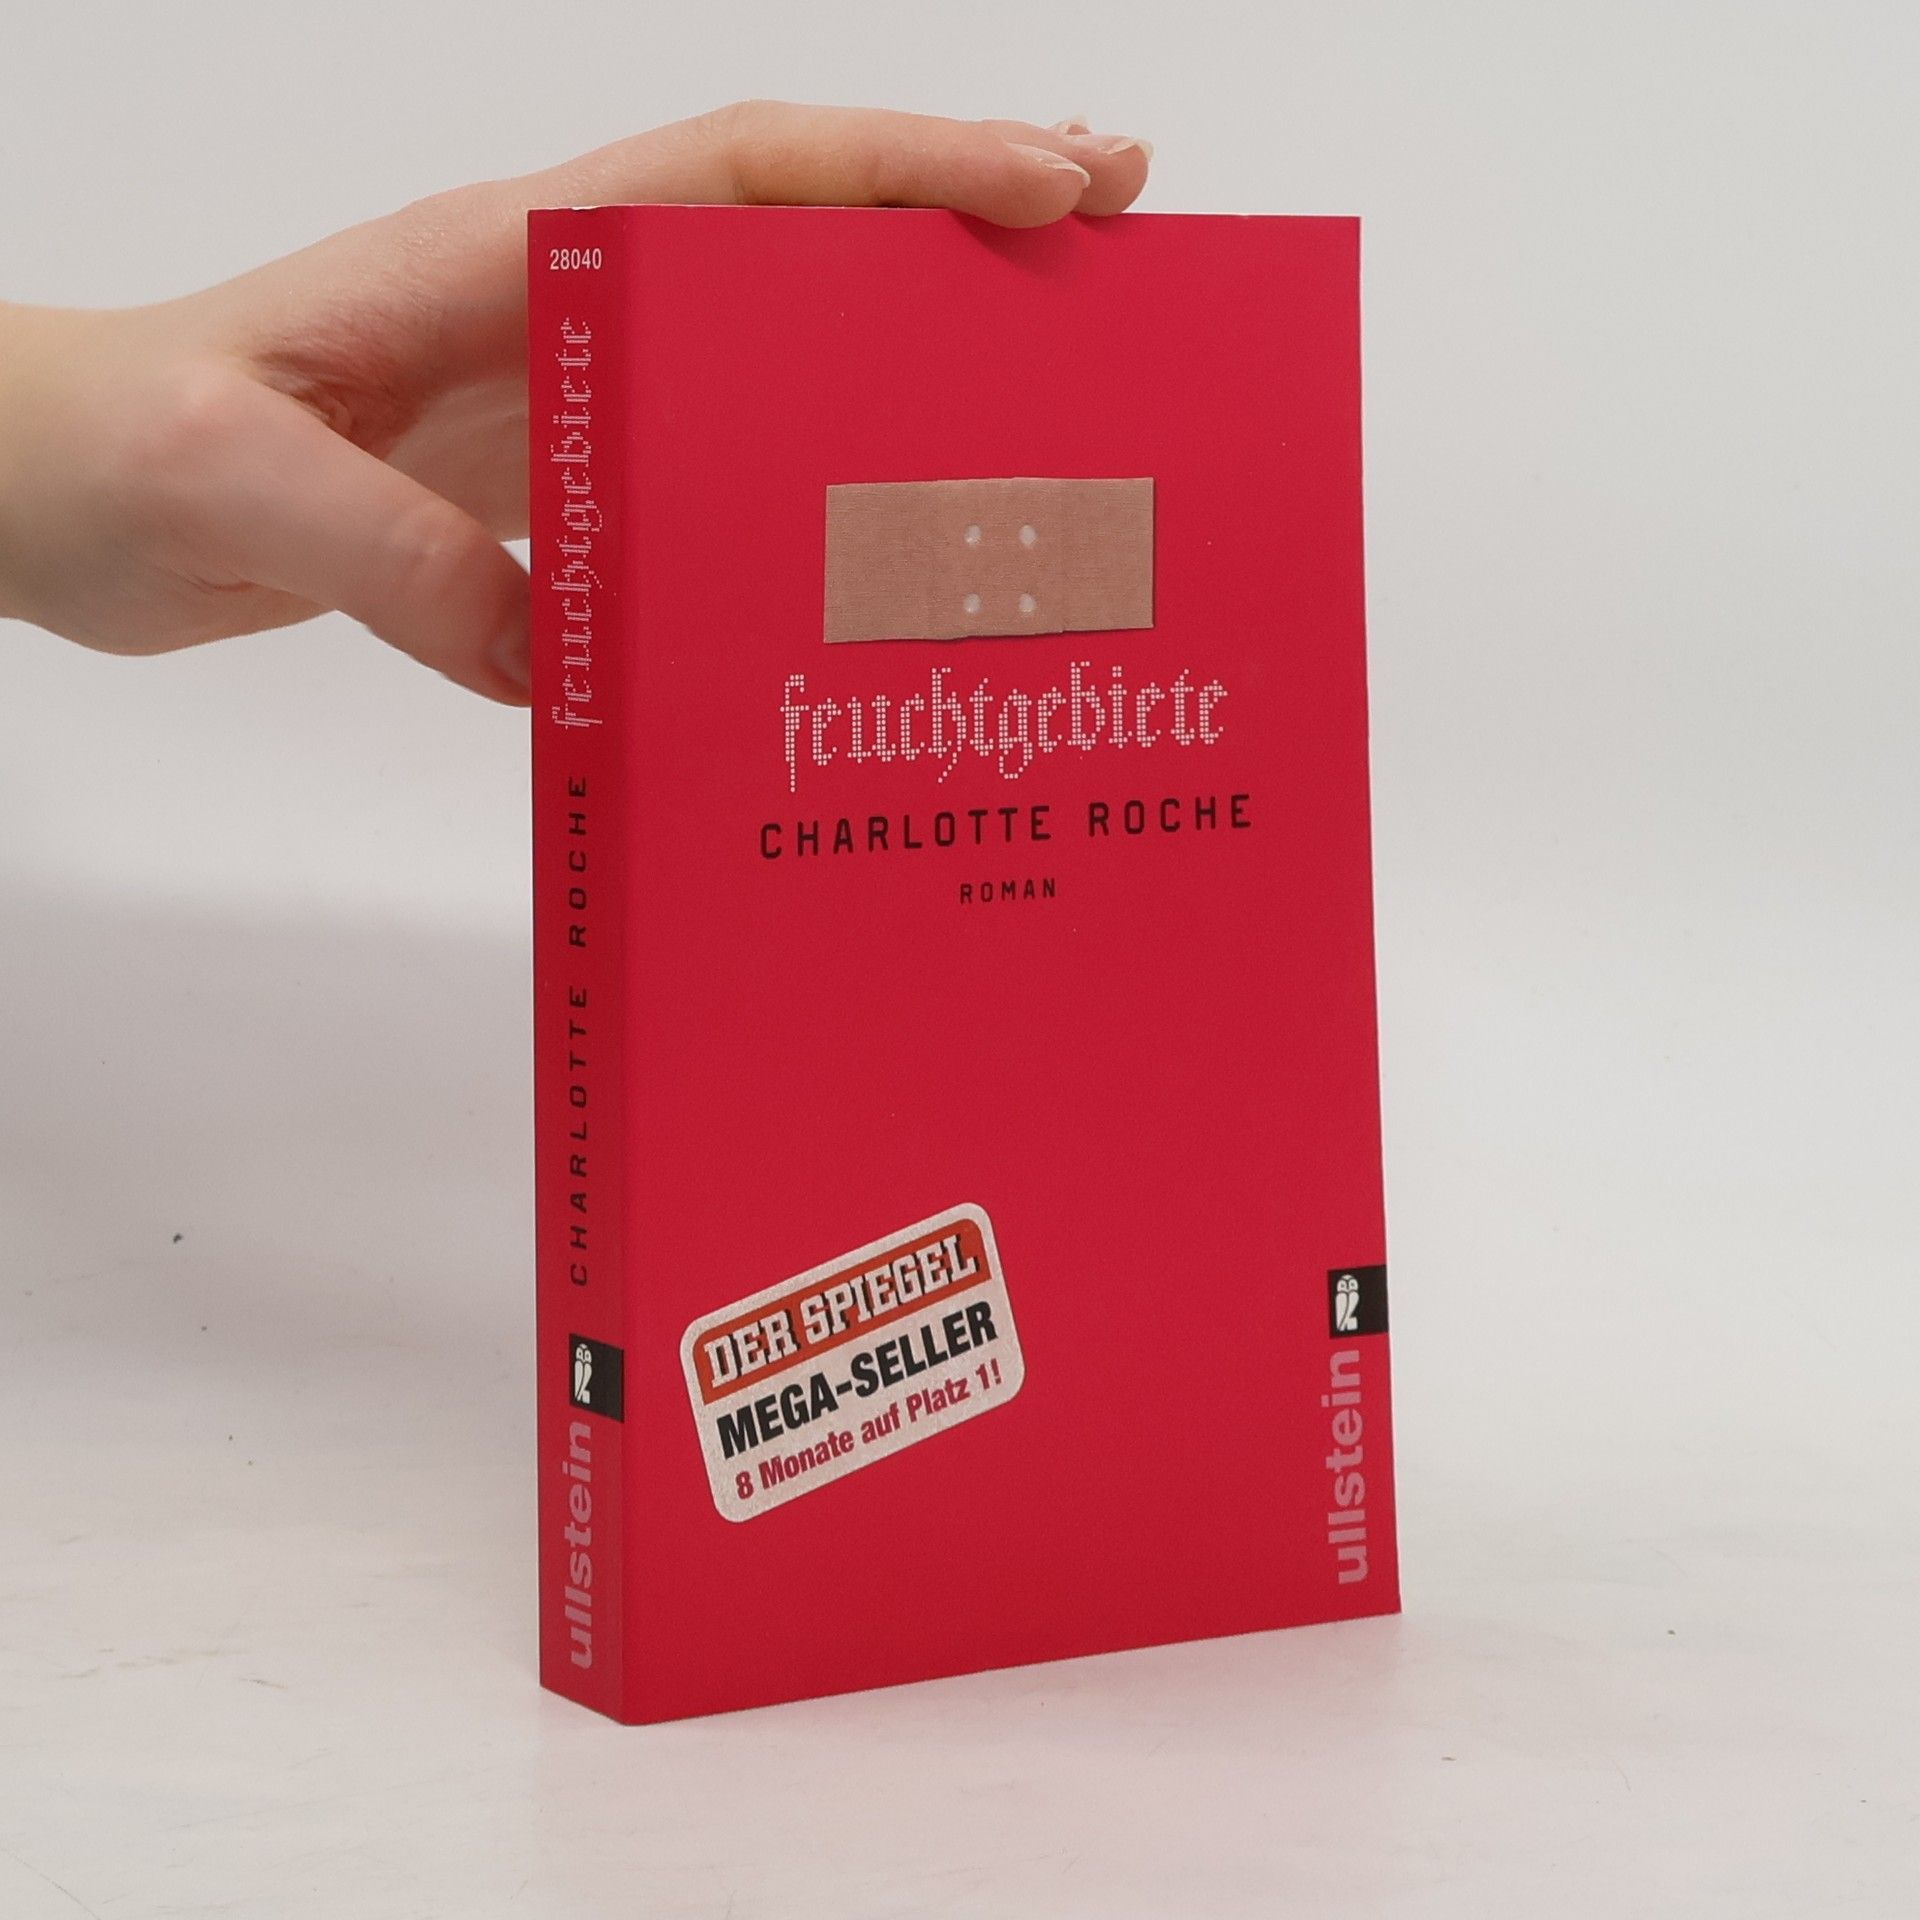 28040
feuchtgebiete
CHARLOTTE ROCHE
ullstein
feuchtgebiete
CHARLOTTE ROCHE
ROMAN
DER SPIEGEL
MEGA-SELLER
8 Monate auf Platz 1!
ullstein